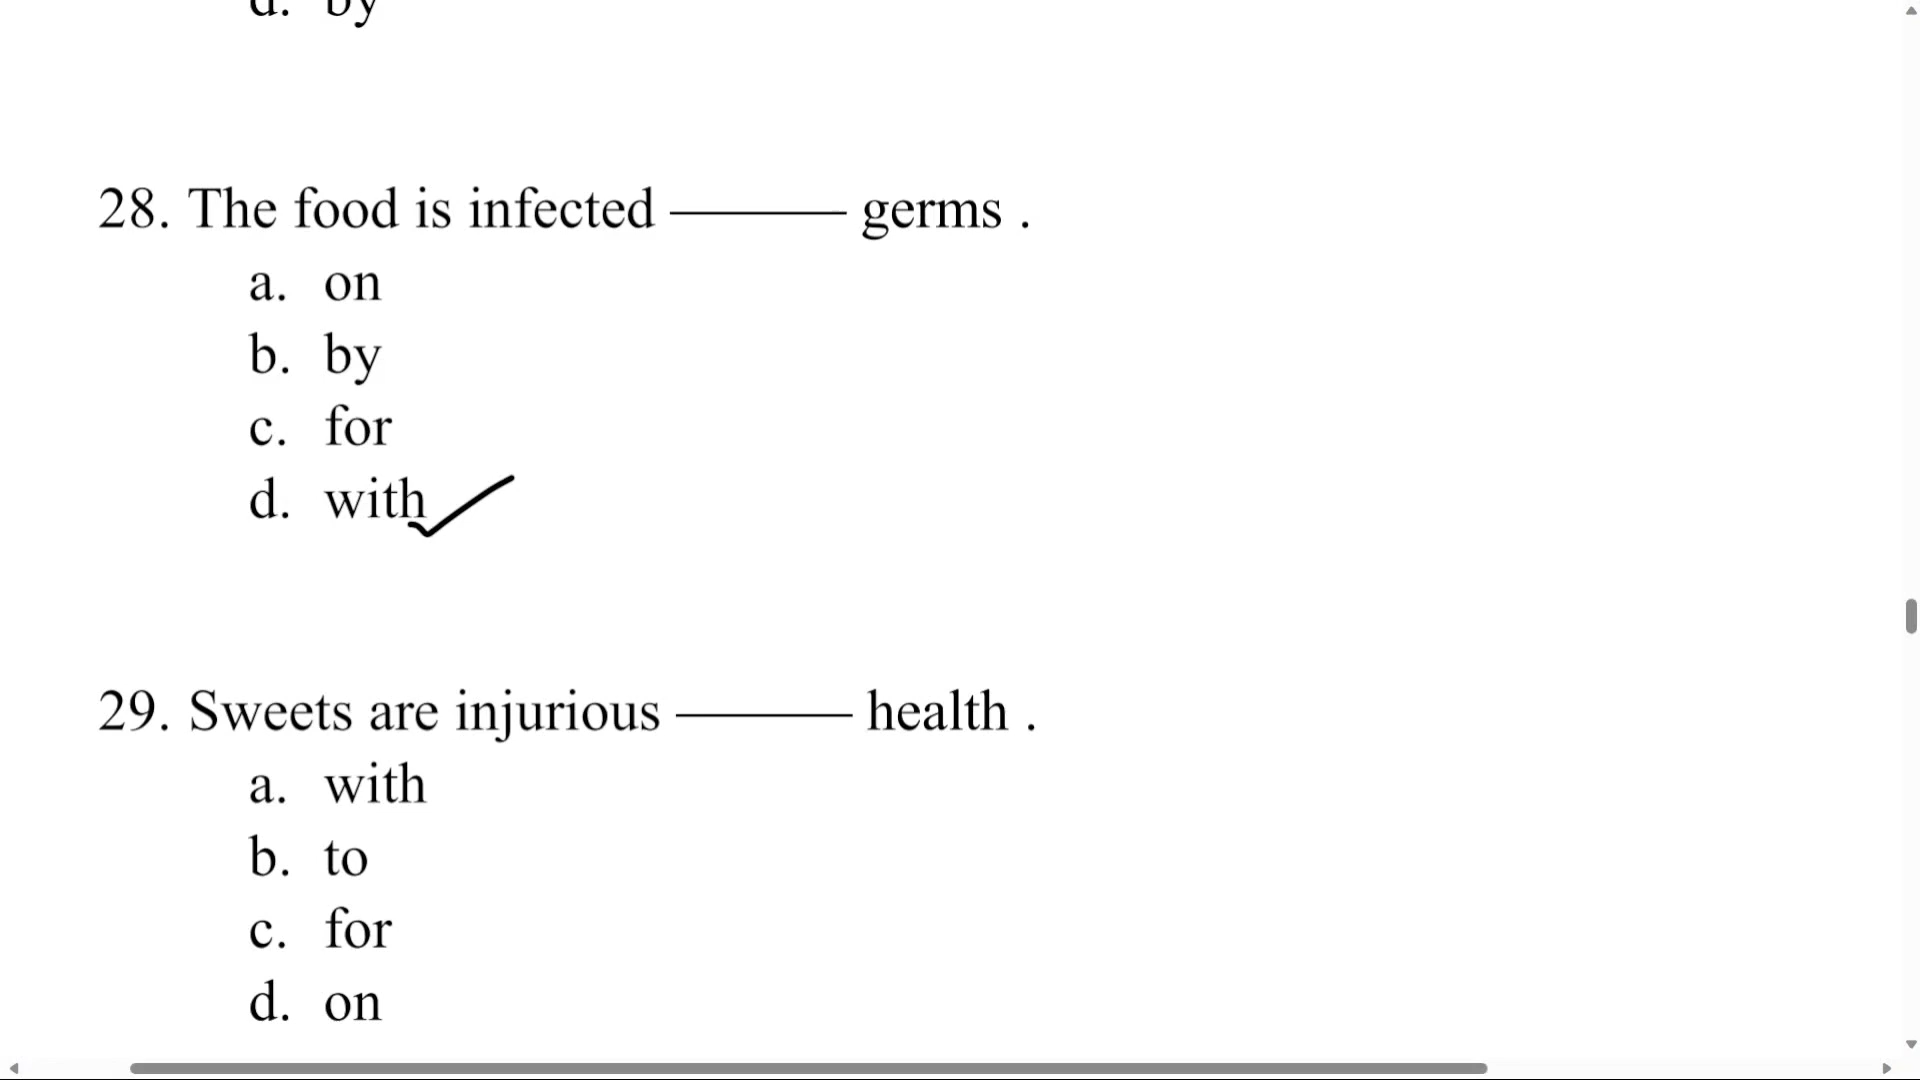 d. by
28. The food is infected ——— germs .
a. on
b. by
c. for
d. with
29. Sweets are injurious ——— health .
a. with
b. to
c. for
d. on